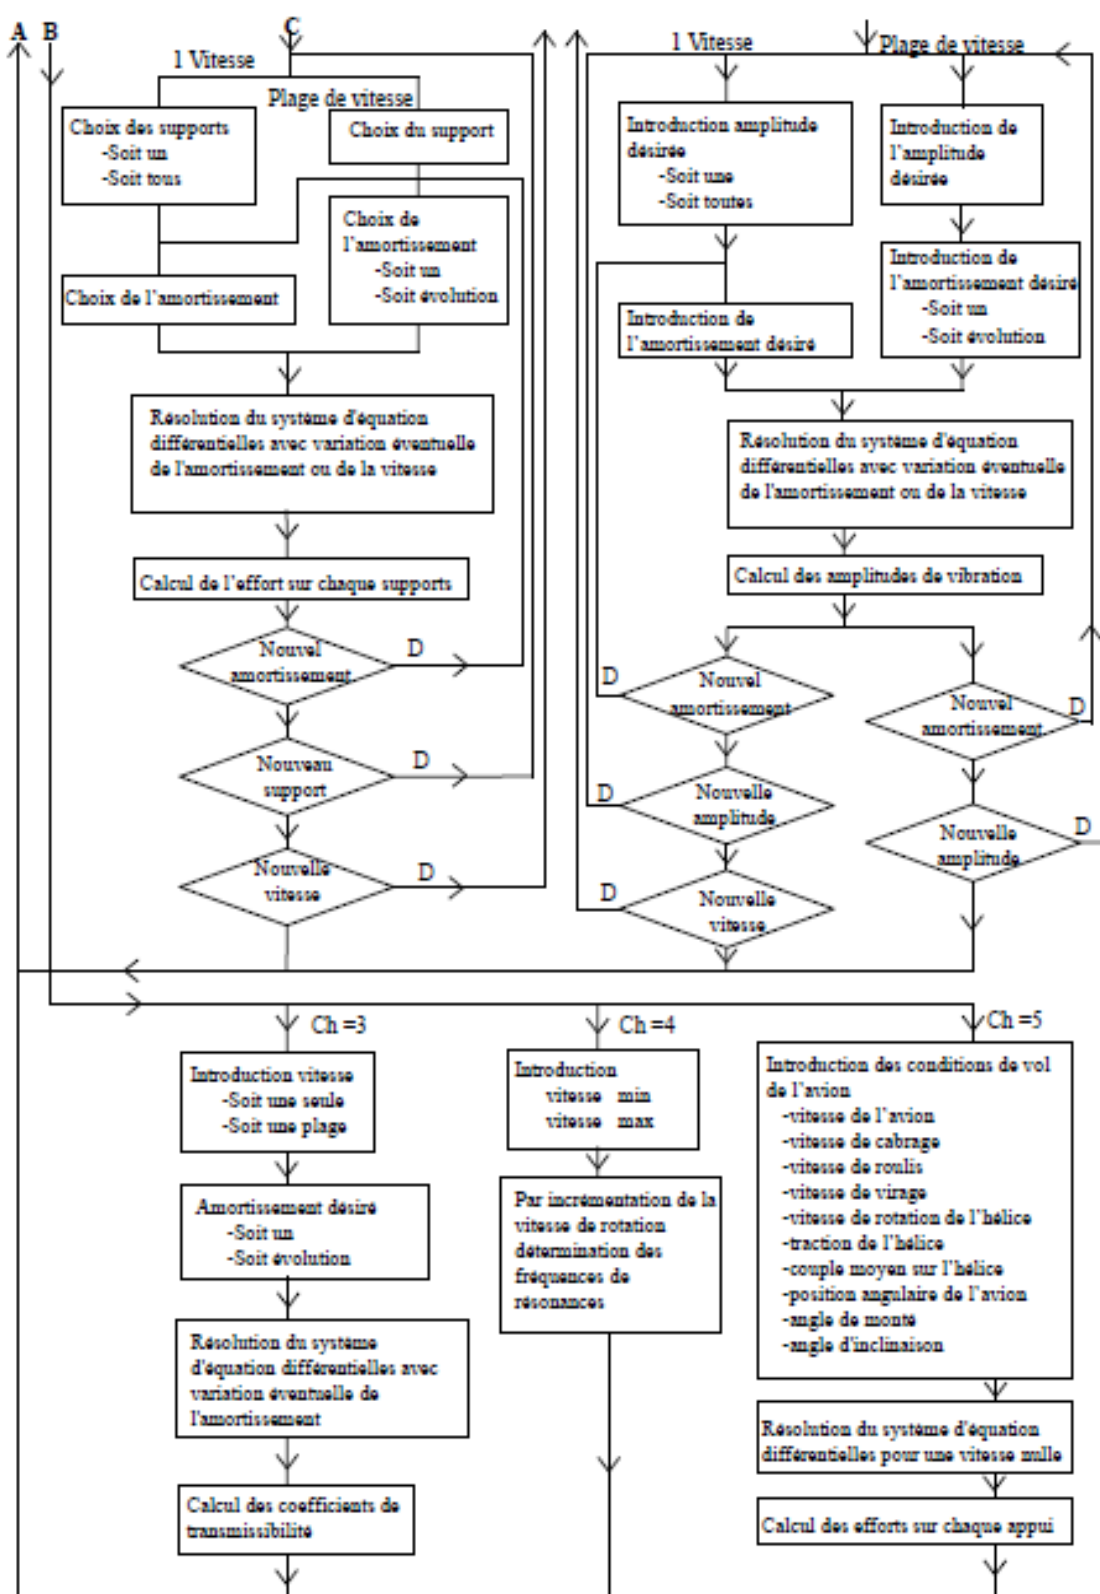 A B C
1 Vitesse
Plage de vitesse
Choix des supports
-Soit un
-Soit tous
Choix du support
Choix de
l'amortissement
-Soit un
-Soit évolution
Choix de l'amortissement
Résolution du système d'équation
différentielles avec variation éventuelle
de l'amortissement ou de la vitesse
Calcul de l'effort sur chaque supports
Nouvel
amortissement
D
Nouveau
support
D
Nouvelle
vitesse
D
1 Vitesse
Plage de vitesse
Introduction amplitude
désirée
-Soit une
-Soit toutes
Introduction de
l'amplitude
désirée
Introduction de
l'amortissement désiré
-Soit un
-Soit évolution
Introduction de
l'amortissement désiré
Résolution du système d'équation
différentielles avec variation éventuelle
de l'amortissement ou de la vitesse
Calcul des amplitudes de vibration
D
Nouvel
amortissement
Nouvel
amortissement
D
D
Nouvelle
amplitude
Nouvelle
amplitude
D
D
Nouvelle
vitesse
Ch =3
Introduction vitesse
-Soit une seule
-Soit une plage
Amortissement désiré
-Soit un
-Soit évolution
Résolution du système
d'équation différentielles avec
variation éventuelle de
l'amortissement
Calcul des coefficients de
transmissibilité
Ch =4
Introduction
vitesse min
vitesse max
Par incrémentation de la
vitesse de rotation
détermination des
fréquences de
résonances
Ch =5
Introduction des conditions de vol
de l'avion
-vitesse de l'avion
-vitesse de cabrage
-vitesse de roulis
-vitesse de virage
-vitesse de rotation de l'hélice
-traction de l'hélice
-couple moyen sur l'hélice
-position angulaire de l'avion
-angle de monté
-angle d'inclinaison
Résolution du système d'équation
différentielles pour une vitesse nulle
Calcul des efforts sur chaque appui